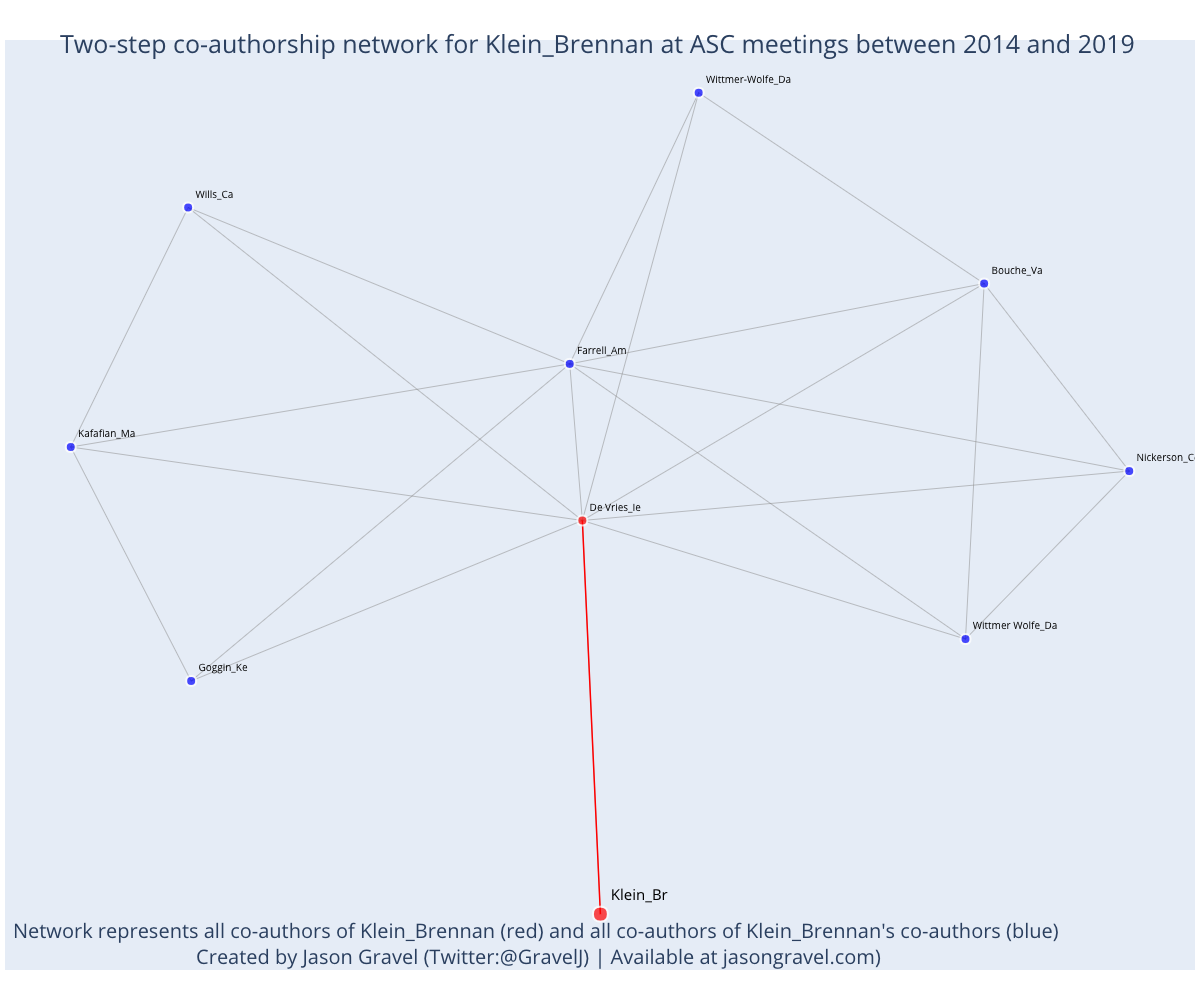 Two-step co-authorship network for Klein_Brennan at ASC meetings between 2014 and 2019
Wittmer-Wolfe_Da
Wills_Ca
Bouche_Va
Farrell_Am
Kafafian_Ma
Nickerson_C
De Vries_Ie
Wittmer Wolfe_Da
Goggin_Ke
Klein_Br
Network represents all co-authors of Klein_Brennan (red) and all co-authors of Klein_Brennan's co-authors (blue)
Created by Jason Gravel (Twitter:@GravelJ) | Available at jasongravel.com)